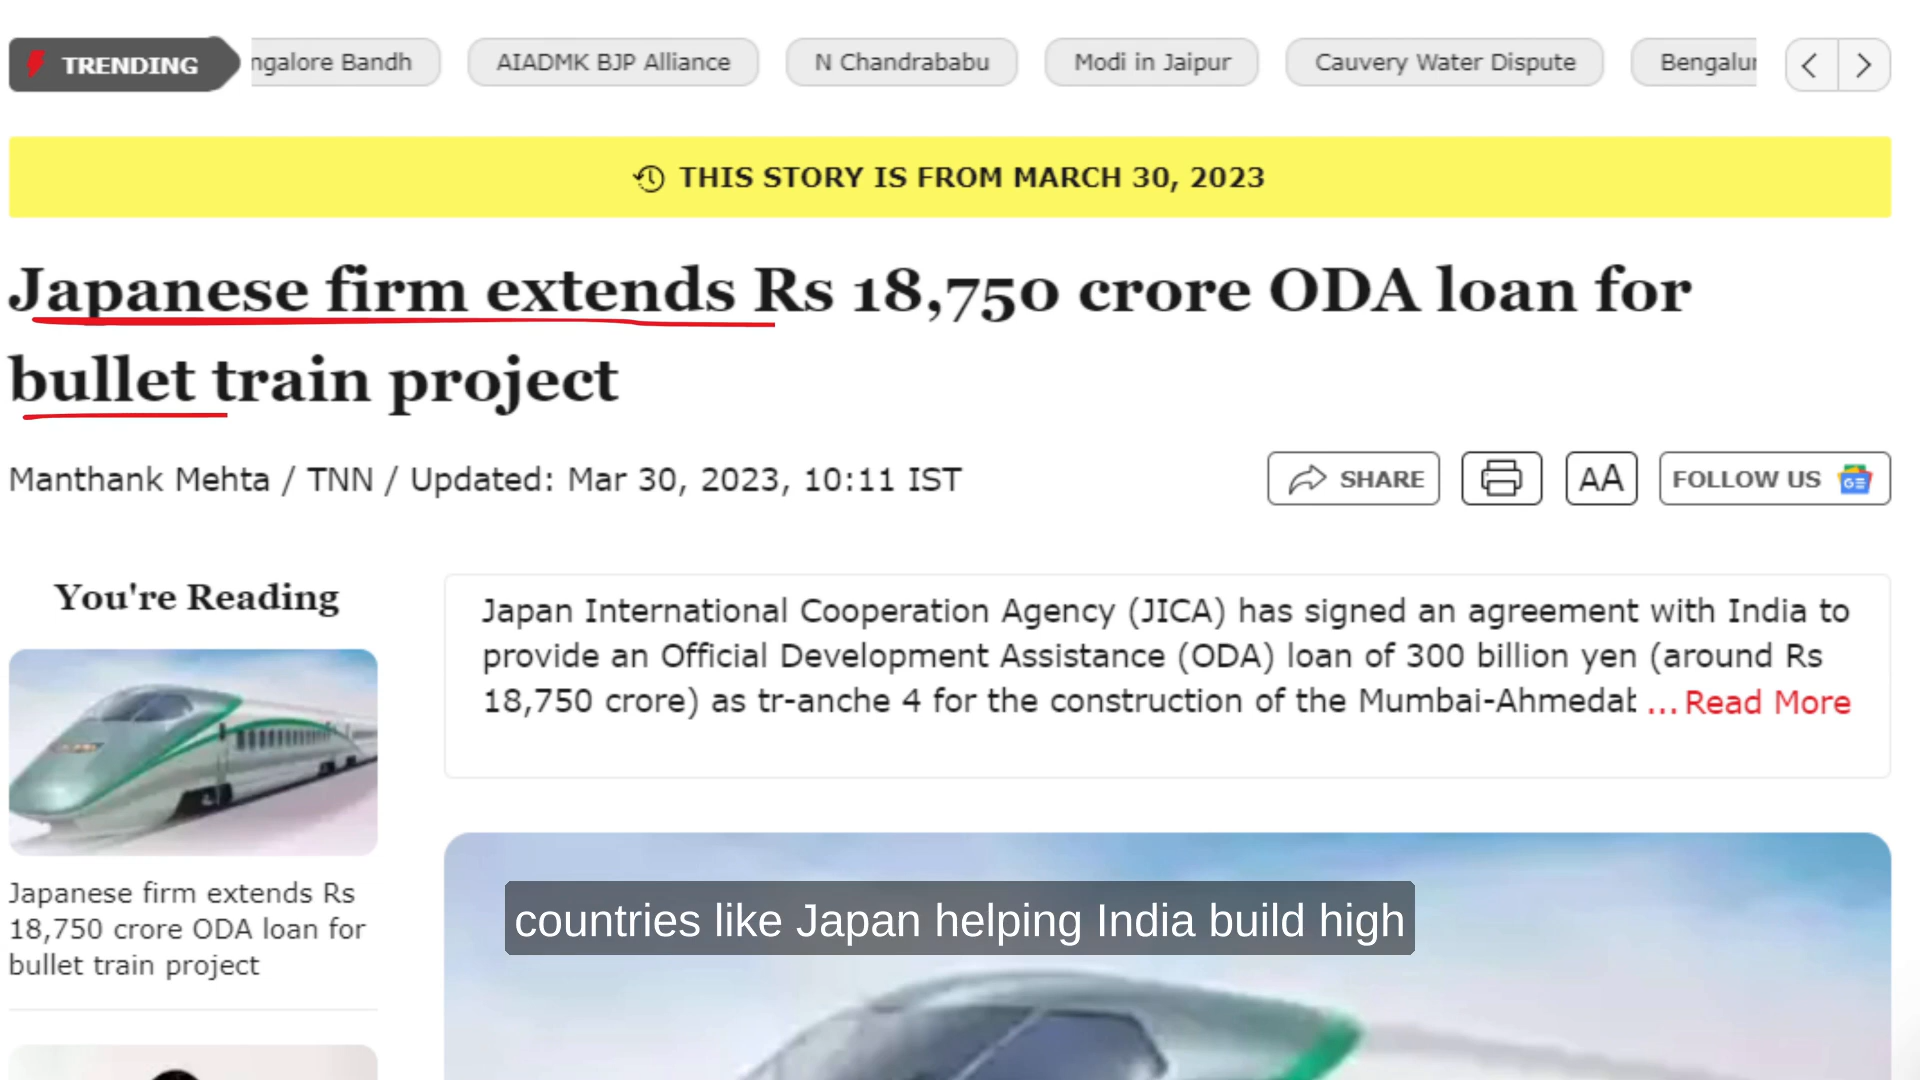 TRENDING
ngalore Bandh
AIADMK BJP Alliance
N Chandrababu
Modi in Jaipur
Cauvery Water Dispute
Bengalur
THIS STORY IS FROM MARCH 30, 2023
Japanese firm extends Rs 18,750 crore ODA loan for
bullet train project
Manthank Mehta / TNN / Updated: Mar 30, 2023, 10:11 IST
SHARE
AA
FOLLOW US
You're Reading
Japan International Cooperation Agency (JICA) has signed an agreement with India to
provide an Official Development Assistance (ODA) loan of 300 billion yen (around Rs
18,750 crore) as tr-anche 4 for the construction of the Mumbai-Ahmedab ... Read More
Japanese firm extends Rs
18,750 crore ODA loan for
bullet train project
countries like Japan helping India build high